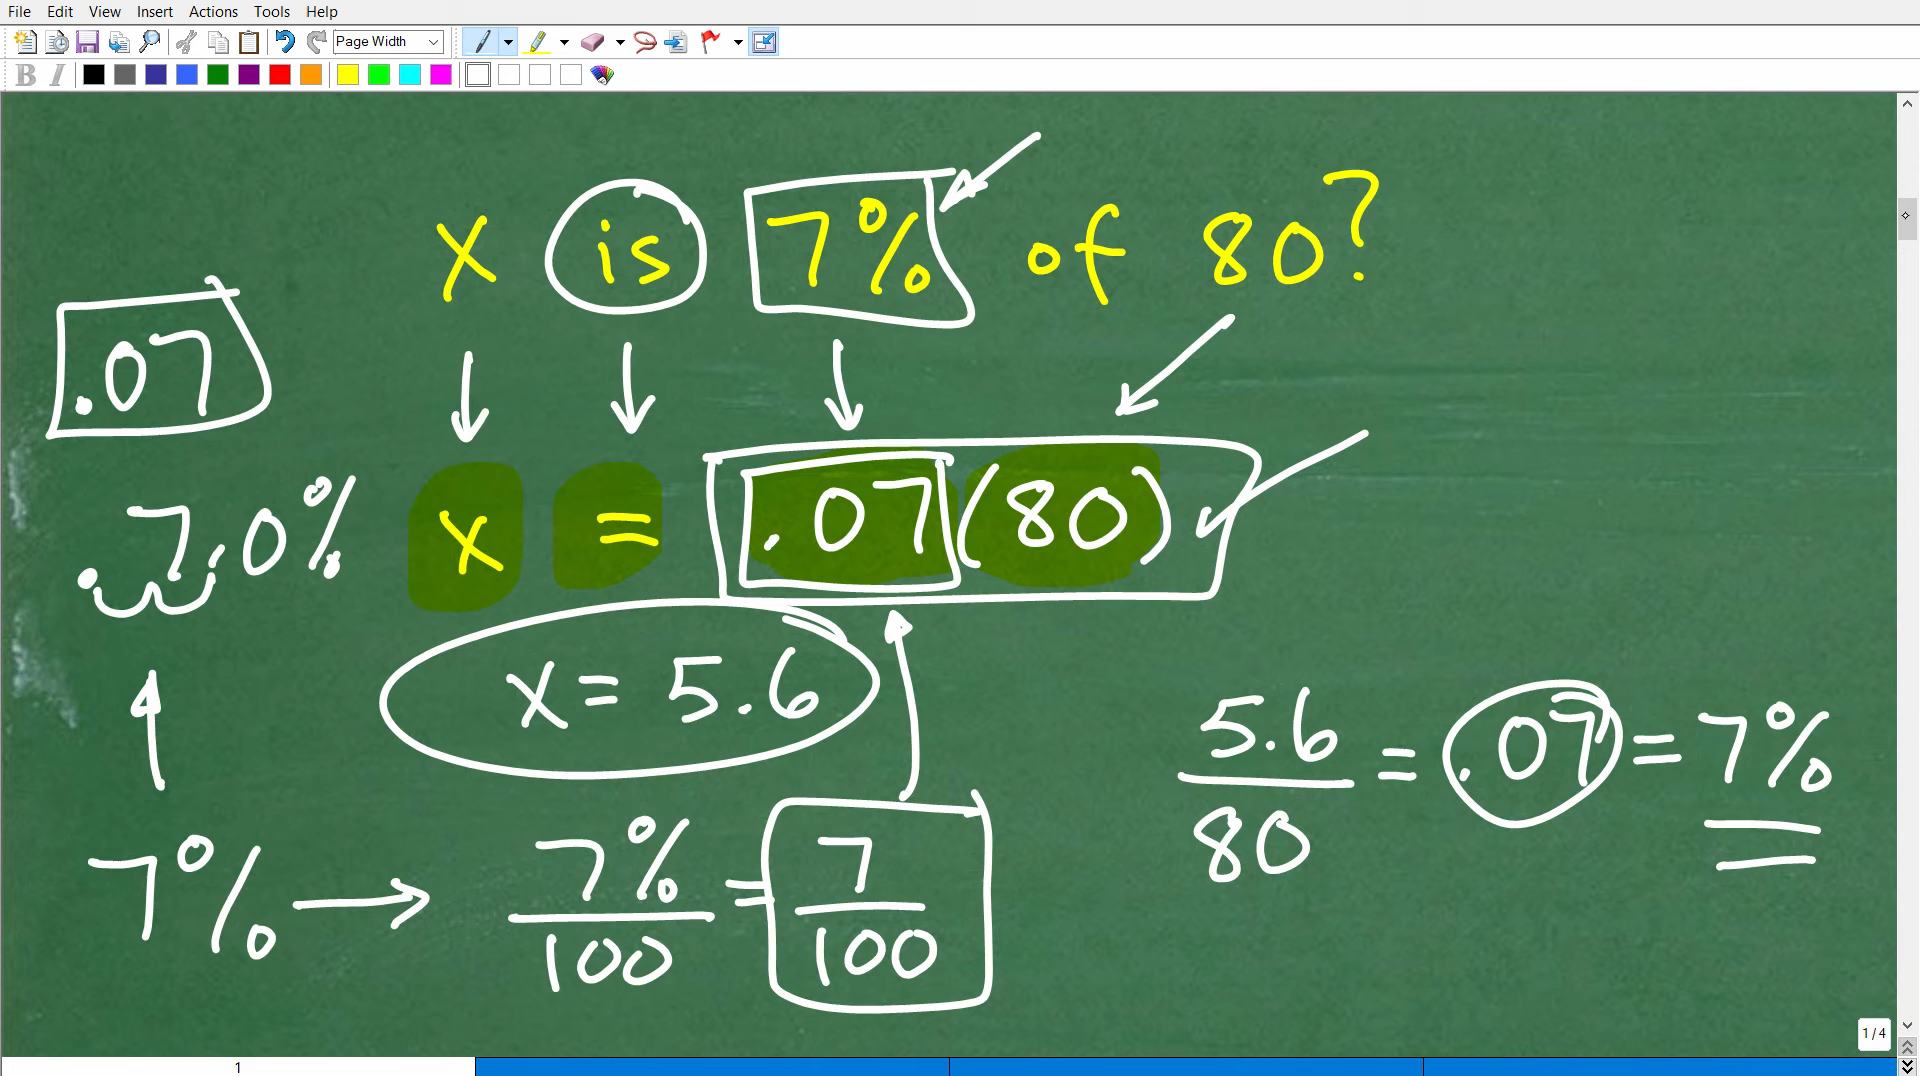 File Edit View Insert Actions Tools Help
Page Width
B I
x is 7% of 80?
.07
7.0%
x = .07(80)
x = 5.6
5.6/80 = .07 = 7%
7% → 7%/100 = 7/100
1/4
1